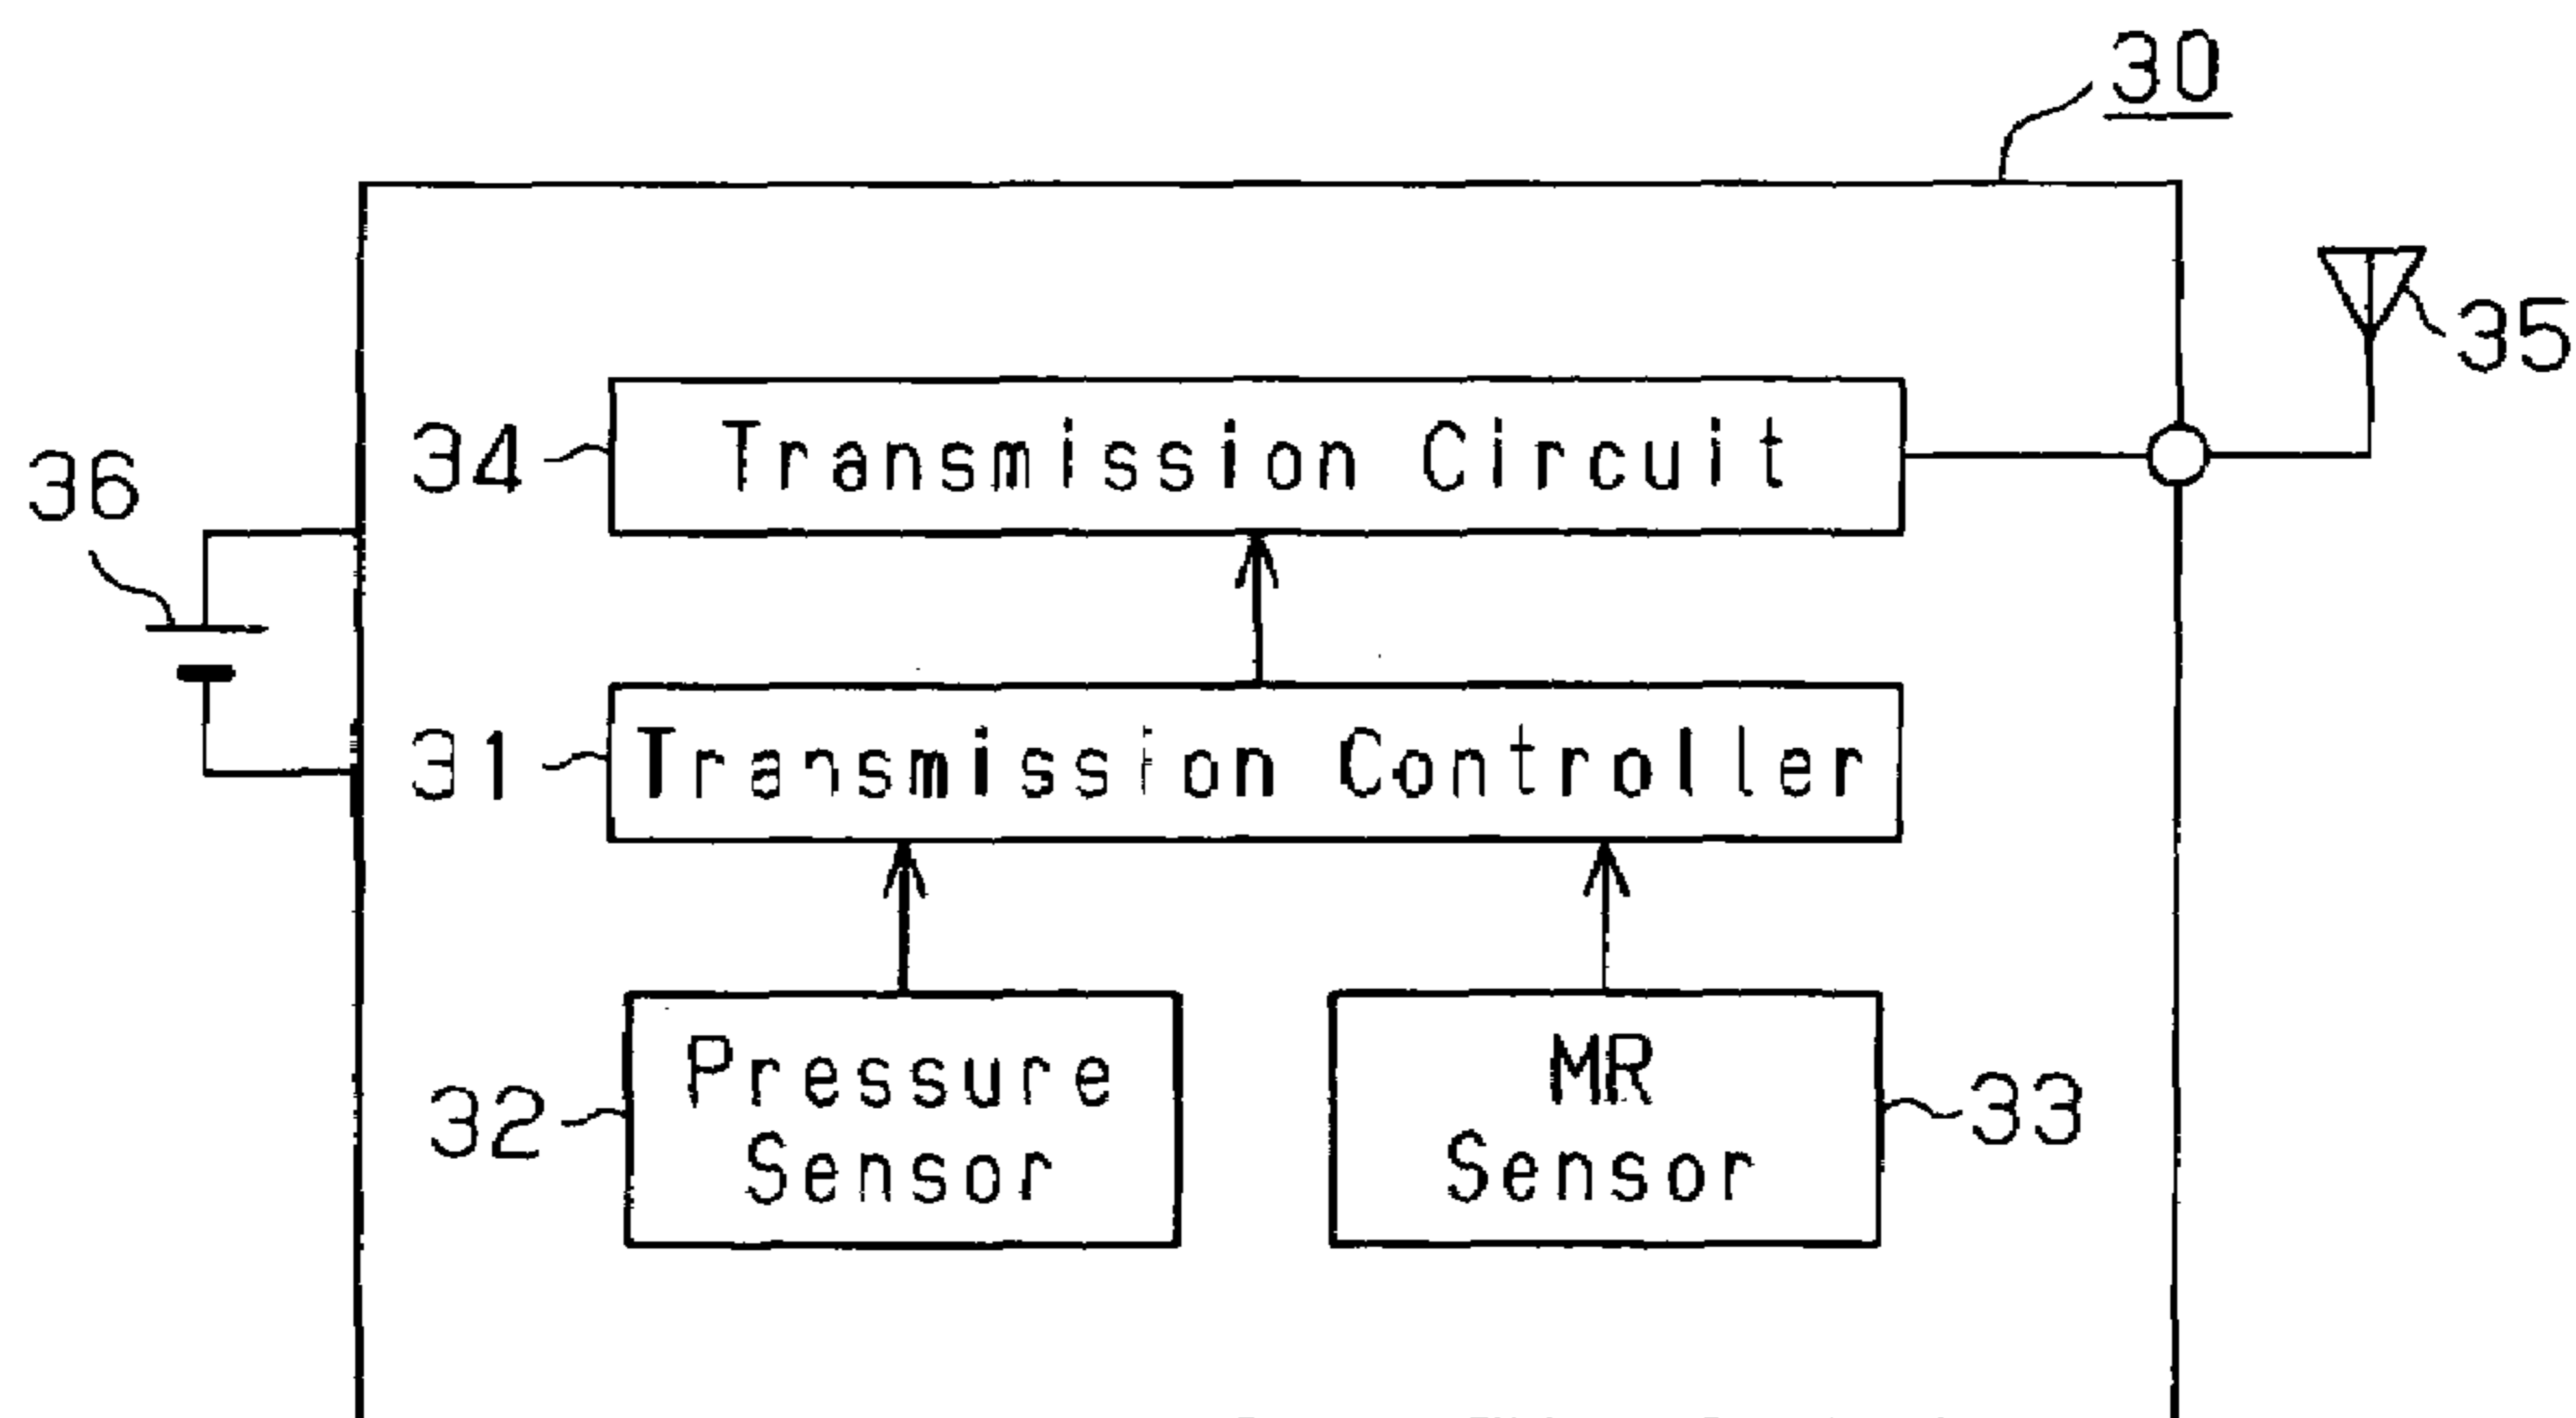 30
35
34 Transmission Circuit
36
31 Transmission Controller
32 Pressure Sensor
MR Sensor 33